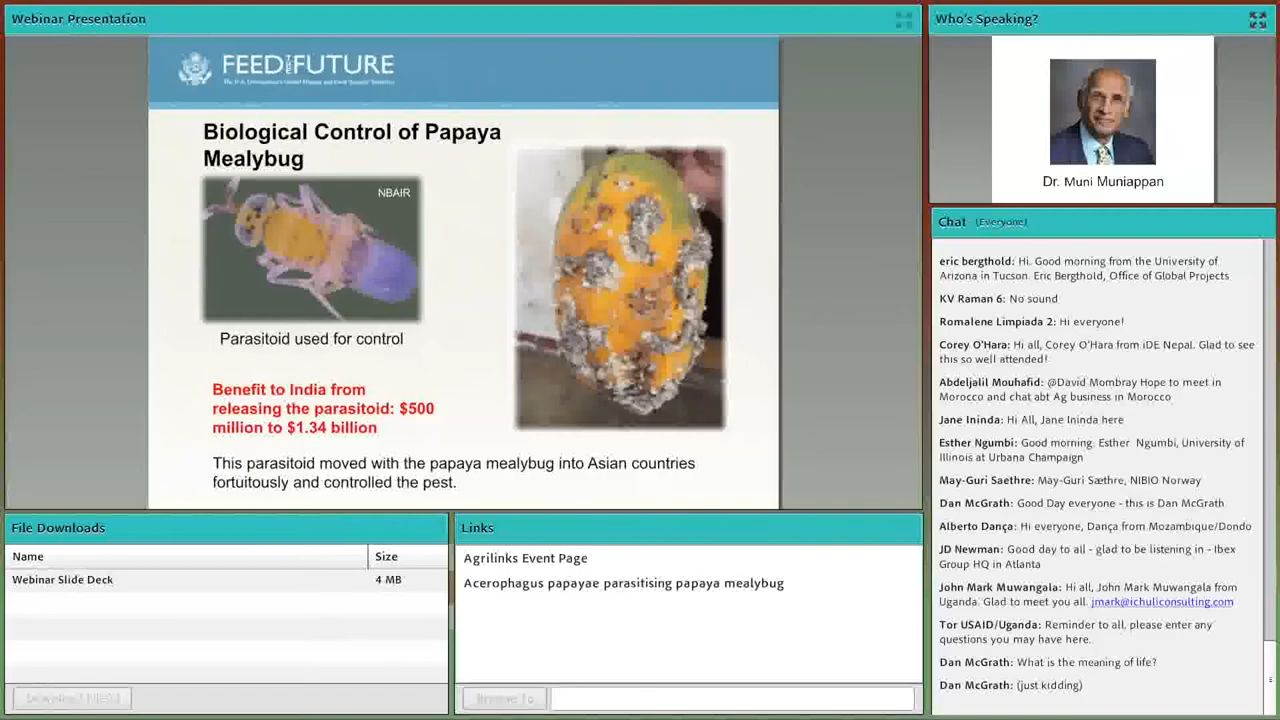 Webinar Presentation
FEED THE FUTURE
The U.S. Government's Global Hunger and Food Security Initiative
Biological Control of Papaya
Mealybug
NBAIR
Parasitoid used for control
Benefit to India from
releasing the parasitoid: $500
million to $1.34 billion
This parasitoid moved with the papaya mealybug into Asian countries
fortuitously and controlled the pest.
Who's Speaking?
Dr. Muni Muniappan
Chat (Everyone)
eric bergthold: Hi. Good morning from the University of
Arizona in Tucson. Eric Bergthold, Office of Global Projects
KV Raman 6: No sound
Romalene Limpiada 2: Hi everyone!
Corey O'Hara: Hi all, Corey O'Hara from iDE Nepal. Glad to see
this so well attended!
Abdeljalil Mouhafid: @David Mombray Hope to meet in
Morocco and chat abt Ag business in Morocco
Jane Ininda: Hi All, Jane Ininda here
Esther Ngumbi: Good morning. Esther Ngumbi, University of
Illinois at Urbana Champaign
May-Guri Saethre: May-Guri Sæthre, NIBIO Norway
Dan McGrath: Good Day everyone - this is Dan McGrath
Alberto Dança: Hi everyone, Dança from Mozambique/Dondo
JD Newman: Good day to all - glad to be listening in - Ibex
Group HQ in Atlanta
John Mark Muwangala: Hi all, John Mark Muwangala from
Uganda. Glad to meet you all. jmark@ichuliconsulting.com
Tor USAID/Uganda: Reminder to all, please enter any
questions you may have here.
Dan McGrath: What is the meaning of life?
Dan McGrath: (just kidding)
File Downloads
Name Size
Webinar Slide Deck 4 MB
Links
Agrilinks Event Page
Acerophagus papayae parasitising papaya mealybug
Browse To